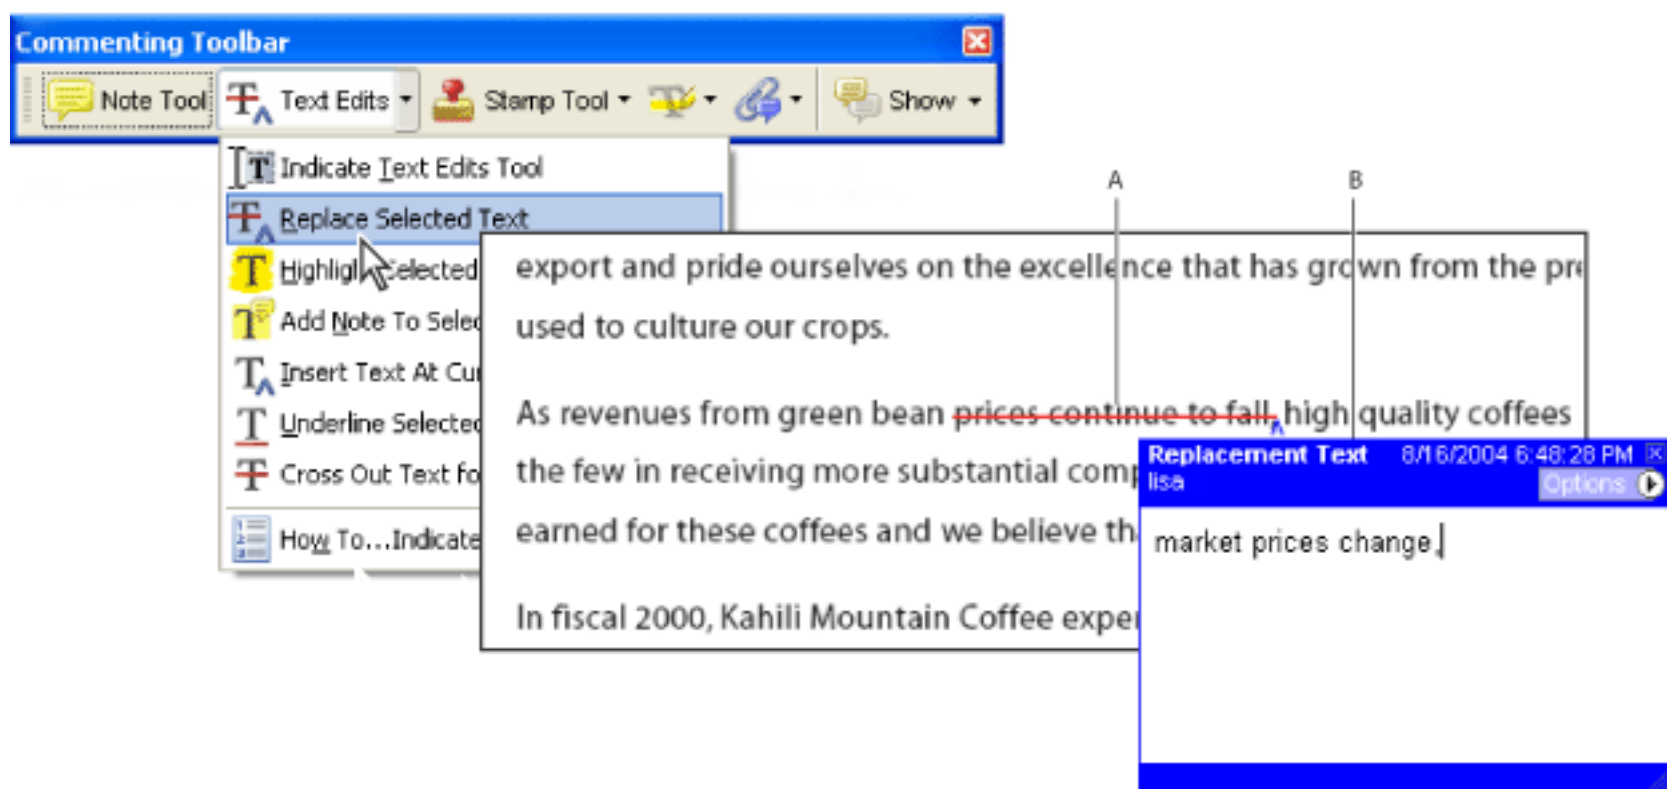 Commenting Toolbar
Note Tool Text Edits Stamp Tool Show
Indicate Text Edits Tool
Replace Selected Text
Highligh Selected
Add Note To Selec
Insert Text At Cu
Underline Selected
Cross Out Text fo
How To...Indicate
A B
export and pride ourselves on the excellence that has grown from the pre
used to culture our crops.
As revenues from green bean prices continue to fall, high quality coffees
the few in receiving more substantial comp
earned for these coffees and we believe th
In fiscal 2000, Kahili Mountain Coffee expe
Replacement Text 8/16/2004 6:48:28 PM
lisa
Options
market prices change,